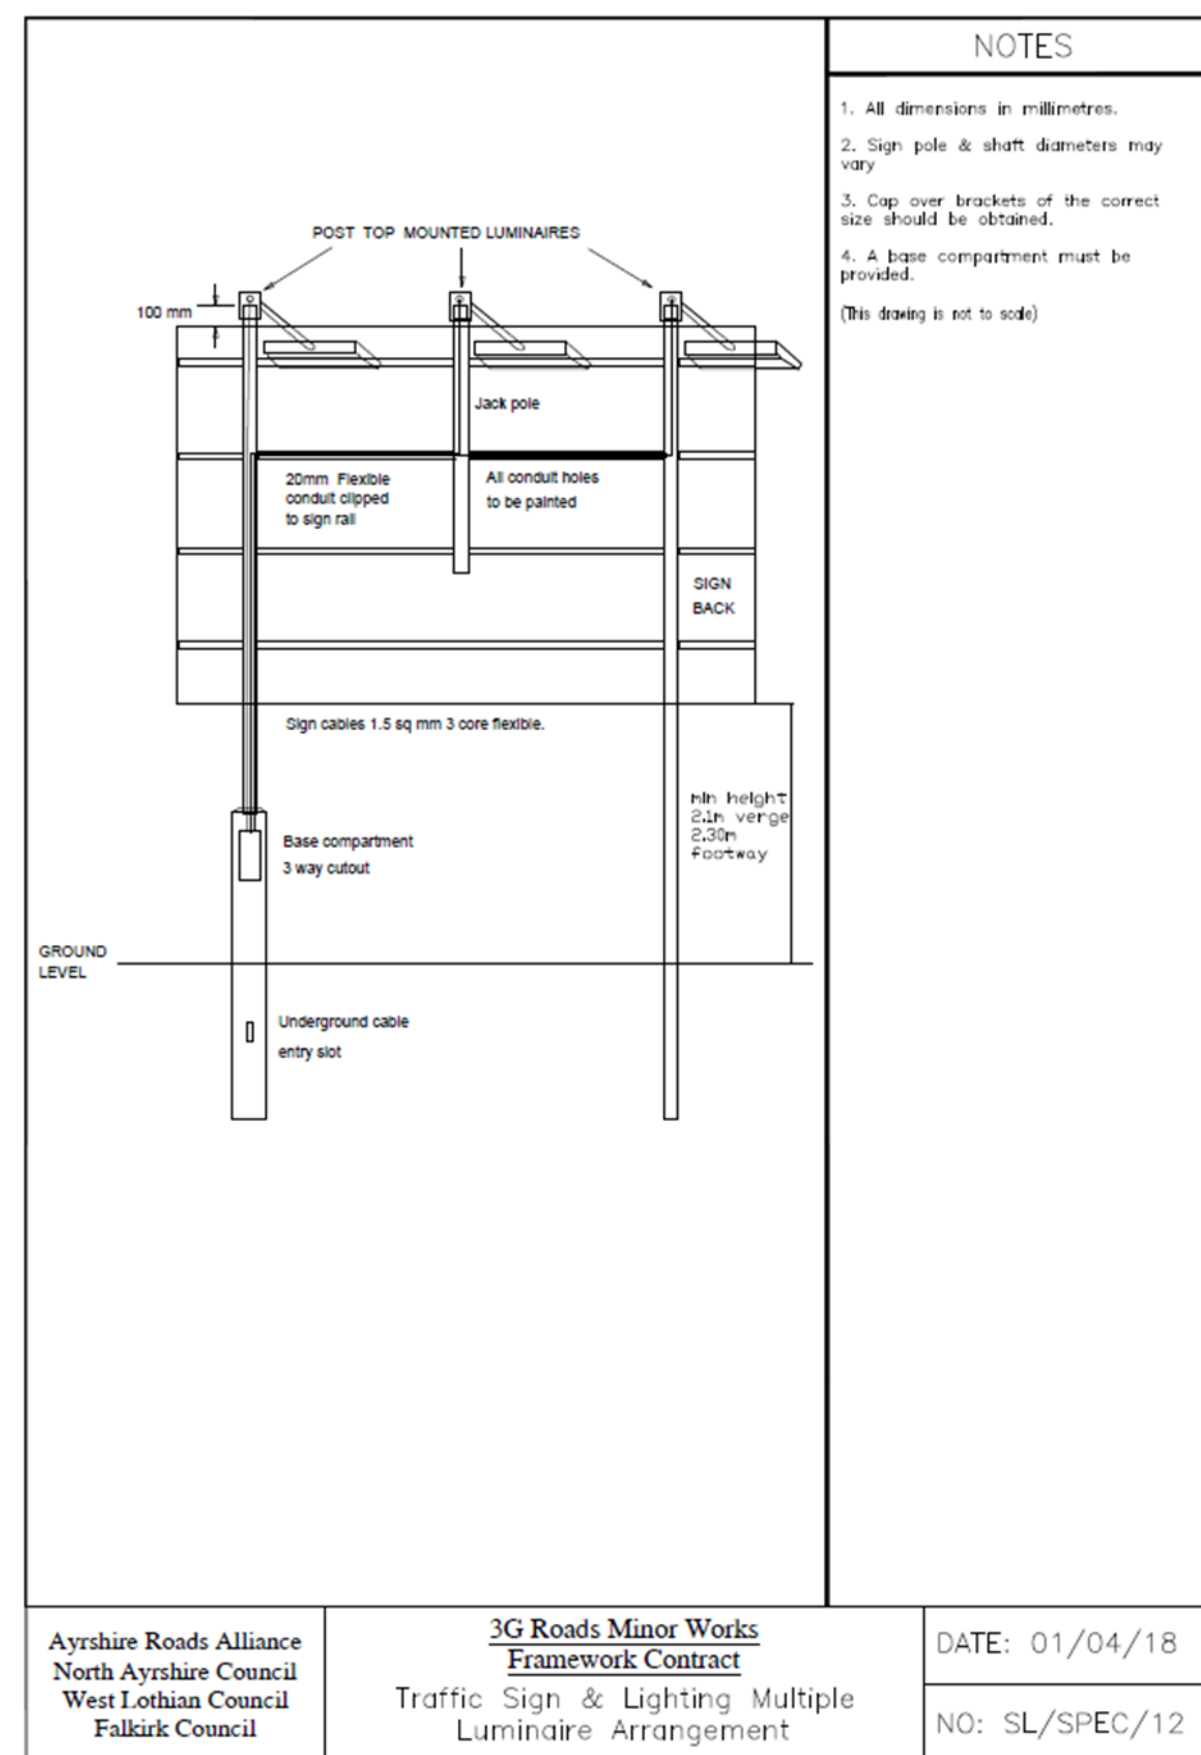 NOTES
1. All dimensions in millimetres.
2. Sign pole & shaft diameters may
vary
3. Cap over brackets of the correct
size should be obtained.
4. A base compartment must be
provided.
(This drawing is not to scale)
POST TOP MOUNTED LUMINAIRES
100 mm
Jack pole
20mm Flexible
conduit clipped
to sign rail
All conduit holes
to be painted
SIGN
BACK
Sign cables 1.5 sq mm 3 core flexible.
min height
2.1m verge
2.30m
footway
Base compartment
3 way cutout
GROUND
LEVEL
Underground cable
entry slot
Ayrshire Roads Alliance
North Ayrshire Council
West Lothian Council
Falkirk Council
3G Roads Minor Works
Framework Contract
Traffic Sign & Lighting Multiple
Luminaire Arrangement
DATE: 01/04/18
NO: SL/SPEC/12